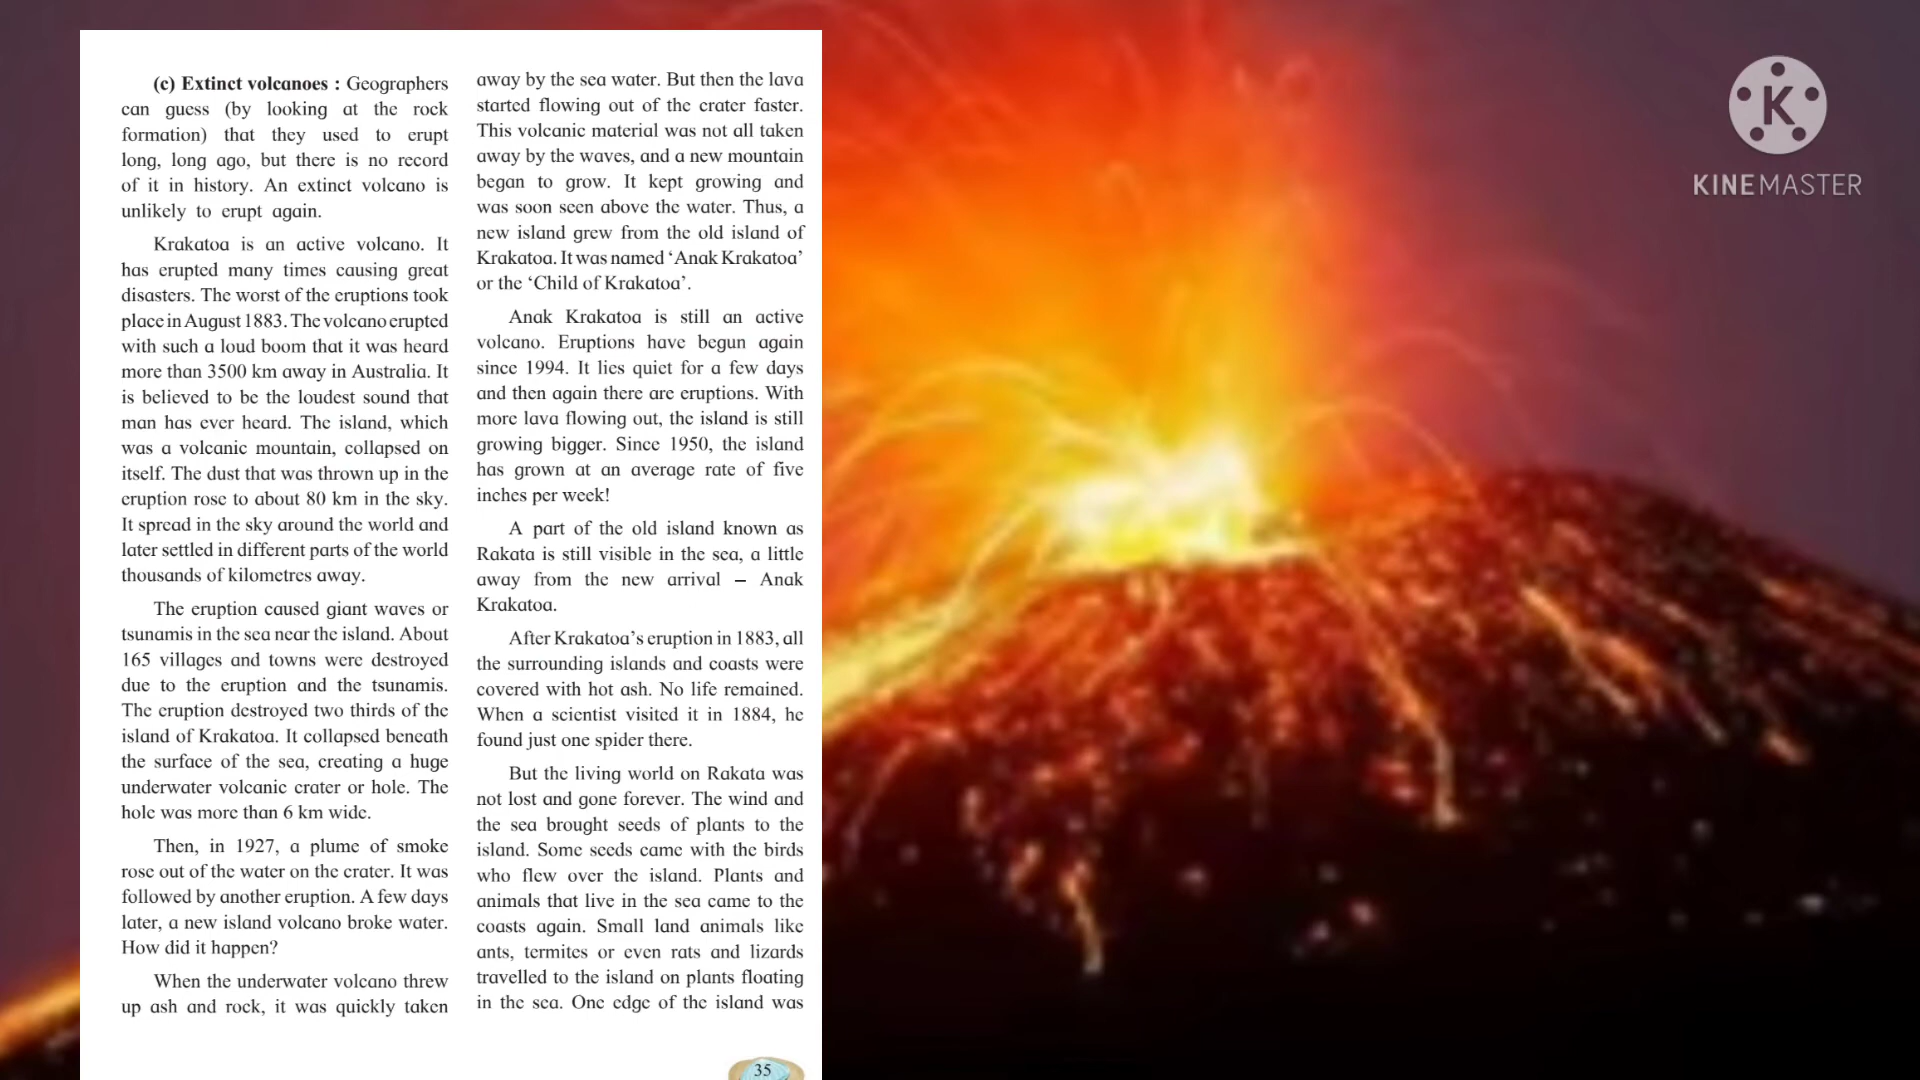 (c) Extinct volcanoes : Geographers
can guess (by looking at the rock
formation) that they used to erupt
long, long ago, but there is no record
of it in history. An extinct volcano is
unlikely to erupt again.
Krakatoa is an active volcano. It
has erupted many times causing great
disasters. The worst of the eruptions took
place in August 1883. The volcano erupted
with such a loud boom that it was heard
more than 3500 km away in Australia. It
is believed to be the loudest sound that
man has ever heard. The island, which
was a volcanic mountain, collapsed on
itself. The dust that was thrown up in the
eruption rose to about 80 km in the sky.
It spread in the sky around the world and
later settled in different parts of the world
thousands of kilometres away.
The eruption caused giant waves or
tsunamis in the sea near the island. About
165 villages and towns were destroyed
due to the eruption and the tsunamis.
The eruption destroyed two thirds of the
island of Krakatoa. It collapsed beneath
the surface of the sea, creating a huge
underwater volcanic crater or hole. The
hole was more than 6 km wide.
Then, in 1927, a plume of smoke
rose out of the water on the crater. It was
followed by another eruption. A few days
later, a new island volcano broke water.
How did it happen?
When the underwater volcano threw
up ash and rock, it was quickly taken
away by the sea water. But then the lava
started flowing out of the crater faster.
This volcanic material was not all taken
away by the waves, and a new mountain
began to grow. It kept growing and
was soon seen above the water. Thus, a
new island grew from the old island of
Krakatoa. It was named ‘Anak Krakatoa’
or the ‘Child of Krakatoa’.
Anak Krakatoa is still an active
volcano. Eruptions have begun again
since 1994. It lies quiet for a few days
and then again there are eruptions. With
more lava flowing out, the island is still
growing bigger. Since 1950, the island
has grown at an average rate of five
inches per week!
A part of the old island known as
Rakata is still visible in the sea, a little
away from the new arrival – Anak
Krakatoa.
After Krakatoa’s eruption in 1883, all
the surrounding islands and coasts were
covered with hot ash. No life remained.
When a scientist visited it in 1884, he
found just one spider there.
But the living world on Rakata was
not lost and gone forever. The wind and
the sea brought seeds of plants to the
island. Some seeds came with the birds
who flew over the island. Plants and
animals that live in the sea came to the
coasts again. Small land animals like
ants, termites or even rats and lizards
travelled to the island on plants floating
in the sea. One edge of the island was
35
K
KINEMASTER